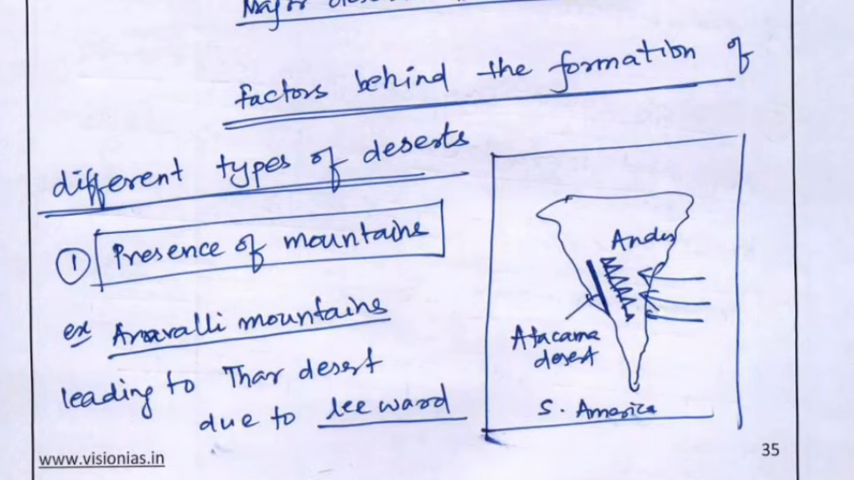 Major
factors behind the formation of
different types of deserts
① Presence of mountains
ex Aravalli mountains
leading to Thar desert
due to leeward
Andes
Atacama
desert
S. America
35
www.visionias.in